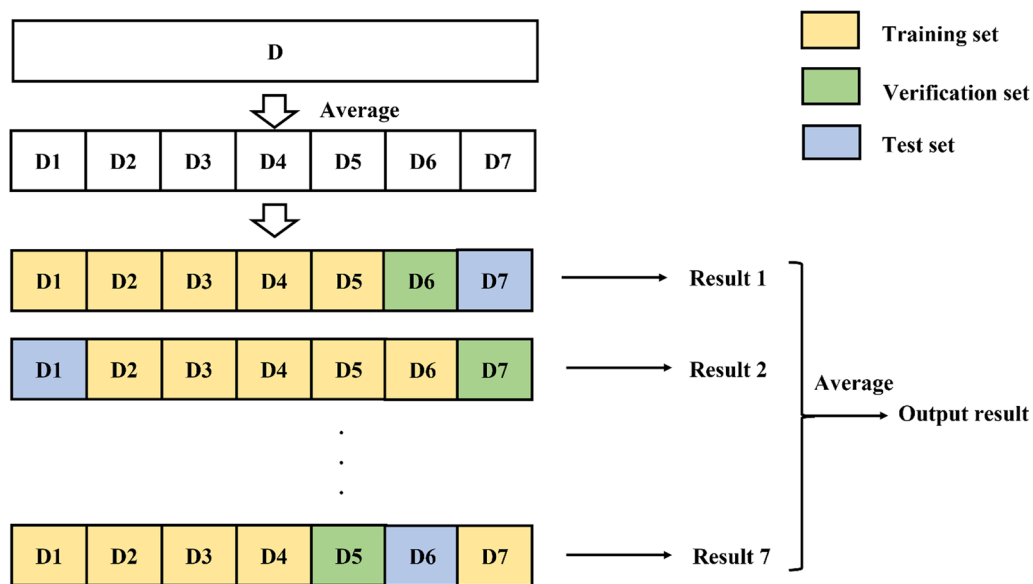 D
Average
D1 D2 D3 D4 D5 D6 D7
D1 D2 D3 D4 D5 D6 D7 Result 1
D1 D2 D3 D4 D5 D6 D7 Result 2
D1 D2 D3 D4 D5 D6 D7 Result 7
Average
Output result
Training set
Verification set
Test set